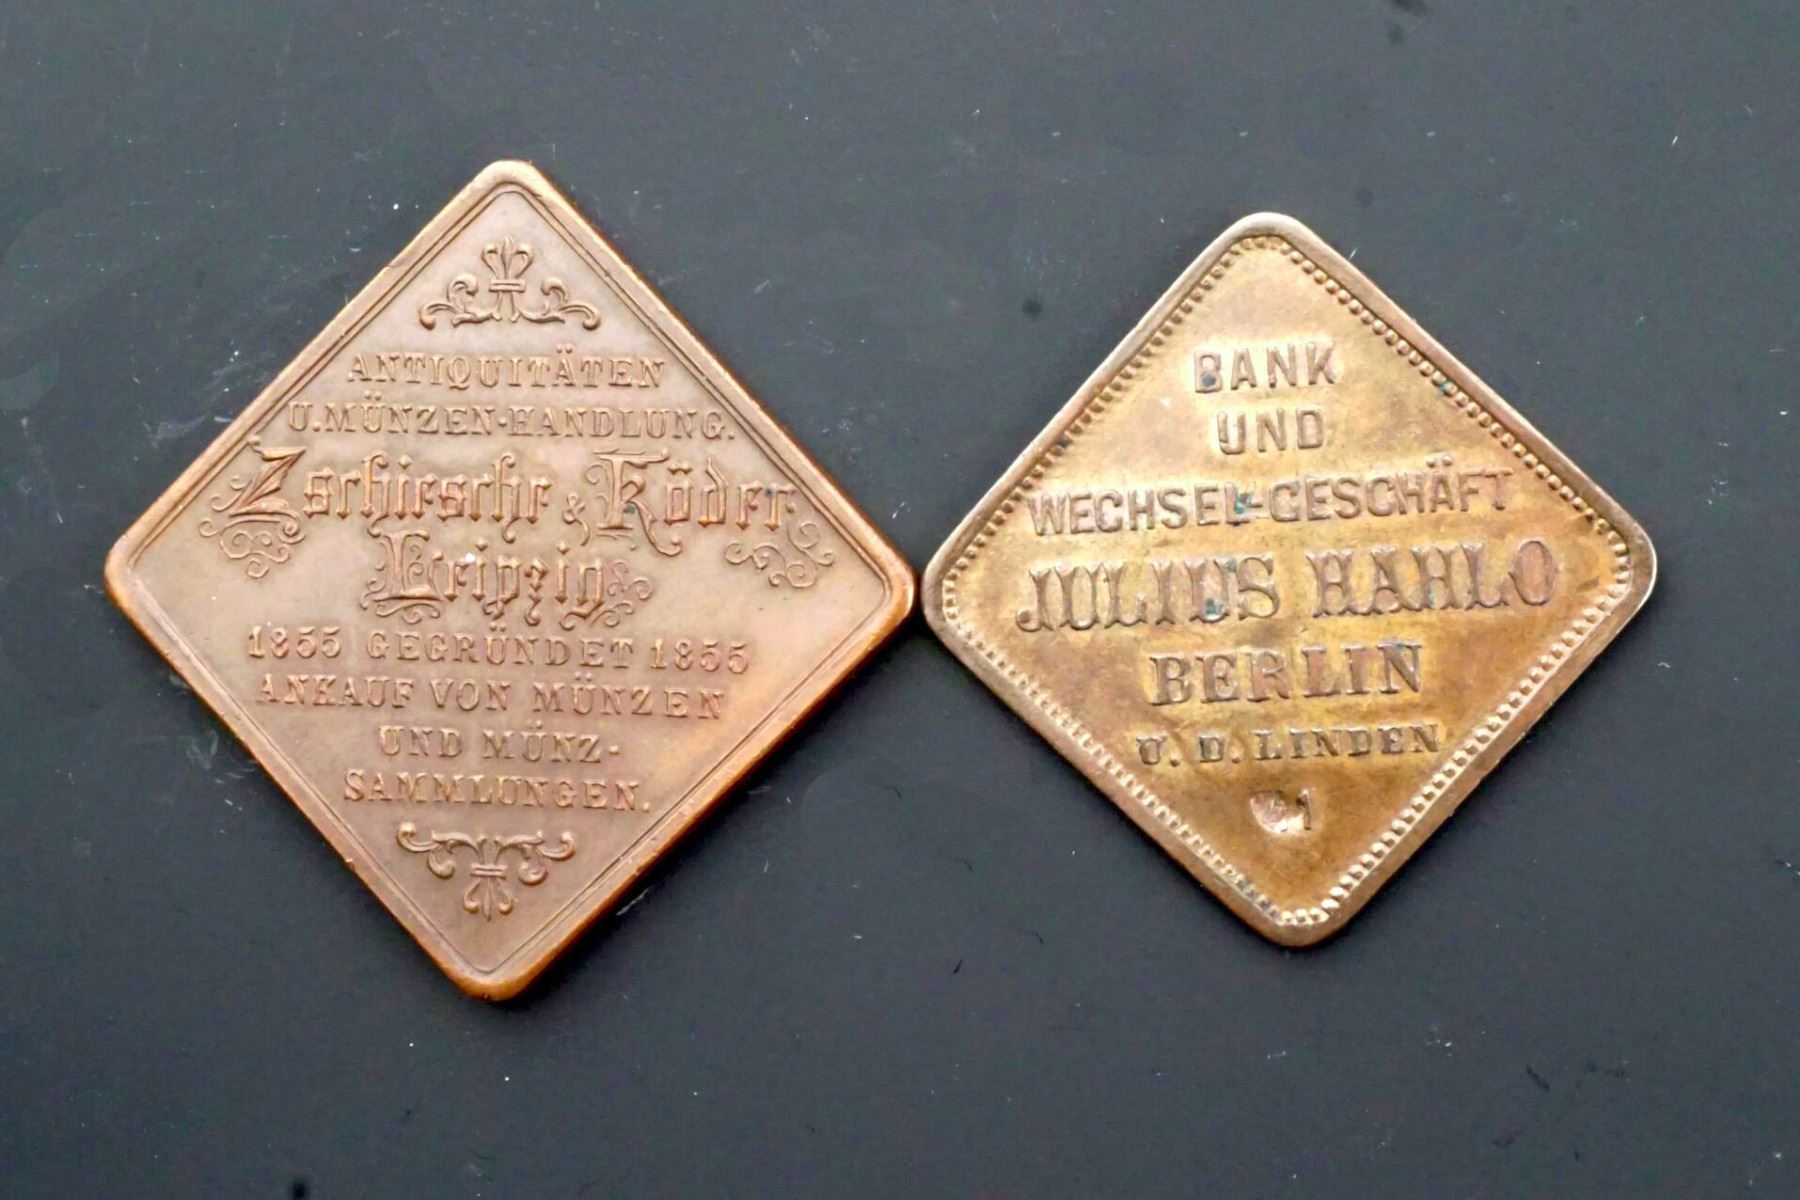 ANTIQUITÄTEN
U. MÜNZEN-HANDLUNG.
Zschiesche & Köder
Leipzig
1855 GEGRÜNDET 1855
ANKAUF VON MÜNZEN
UND MÜNZ-
SAMMLUNGEN.
BANK
UND
WECHSEL-GESCHÄFT
JULIUS HAHLO
BERLIN
U. D. LINDEN